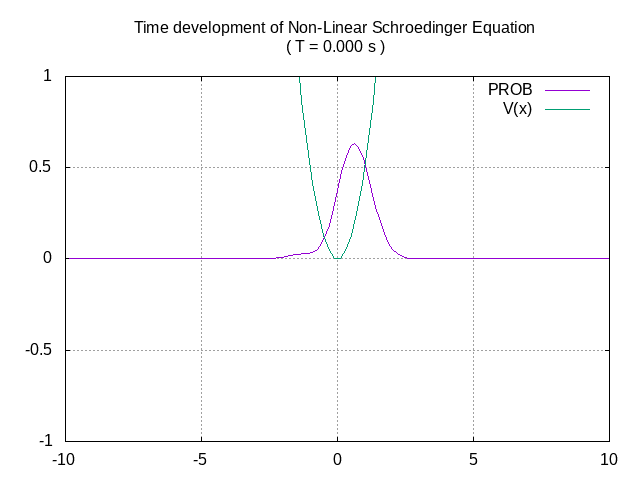 Time development of Non-Linear Schroedinger Equation
( T = 0.000 s )
PROB
V(x)
1
0.5
0
-0.5
-1
-10 -5 0 5 10